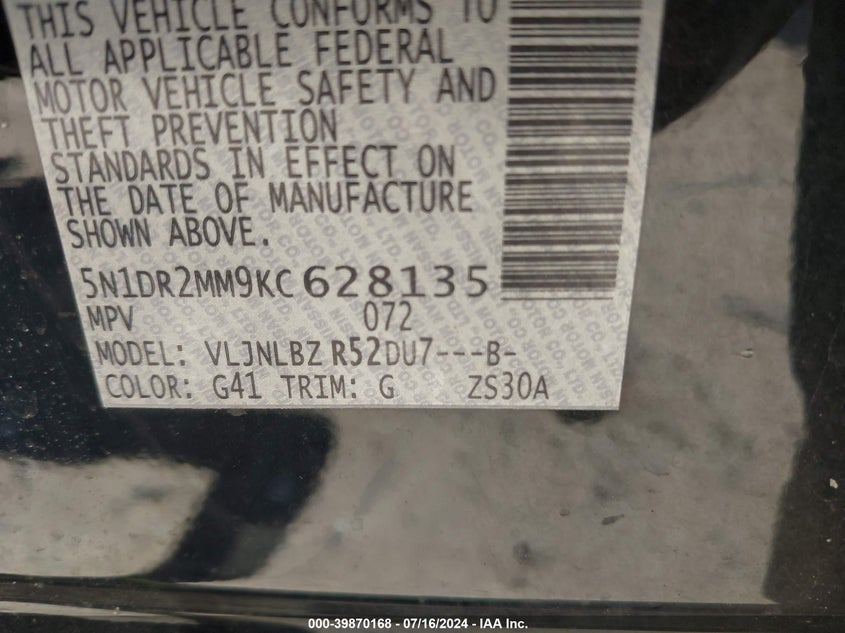 THIS VEHICLE CONFORMS TO
ALL APPLICABLE FEDERAL
MOTOR VEHICLE SAFETY AND
THEFT PREVENTION
STANDARDS IN EFFECT ON
THE DATE OF MANUFACTURE
SHOWN ABOVE.
5N1DR2MM9KC628135
MPV 072
MODEL: VLJNLBZ R52DU7---B-
COLOR: G41 TRIM: G ZS30A
000-39870168 - 07/16/2024 - IAA Inc.